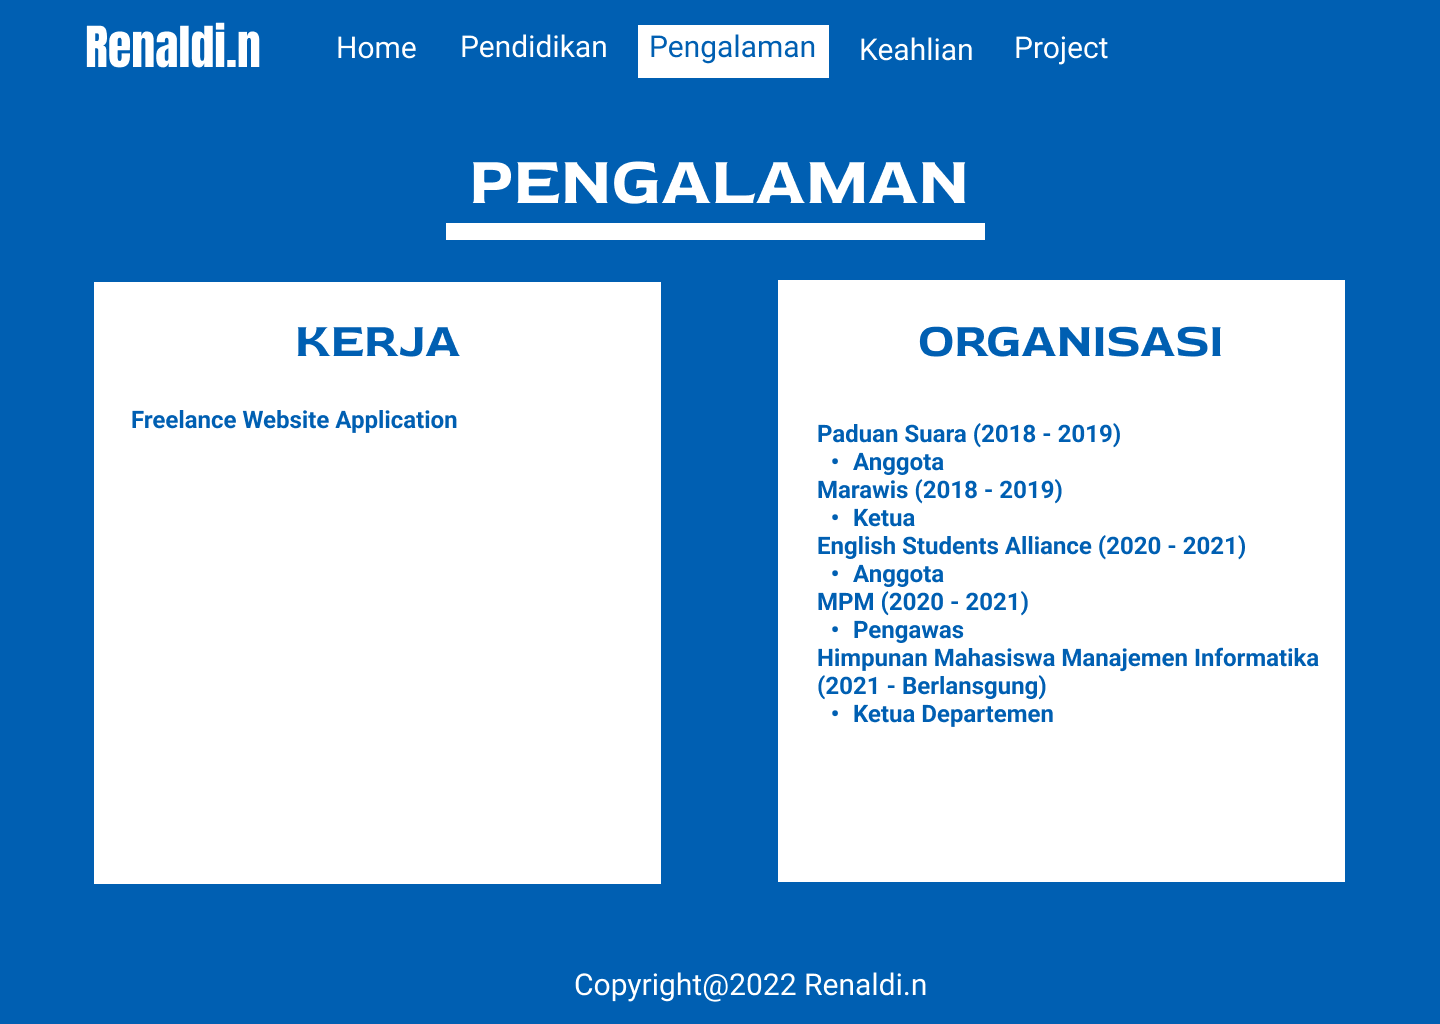 Renaldi.n
Home
Pendidikan
Pengalaman
Keahlian
Project
PENGALAMAN
KERJA
Freelance Website Application
ORGANISASI
Paduan Suara (2018 - 2019)
• Anggota
Marawis (2018 - 2019)
• Ketua
English Students Alliance (2020 - 2021)
• Anggota
MPM (2020 - 2021)
• Pengawas
Himpunan Mahasiswa Manajemen Informatika
(2021 - Berlansgung)
• Ketua Departemen
Copyright@2022 Renaldi.n